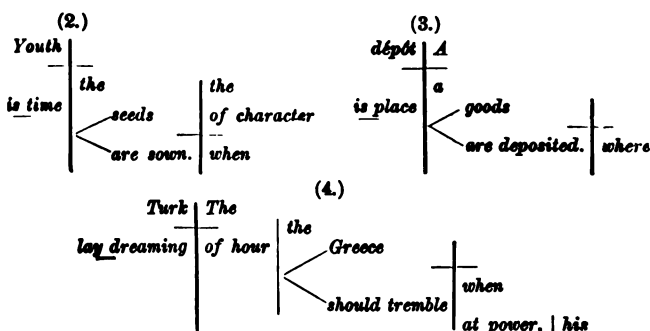 (2.)
Youth
the
is time
seeds
are sown.
the
of character
when
(3.)
dépôt A
a
is place
goods
are deposited.
where
(4.)
Turk The
lay dreaming of hour
the
Greece
should tremble
when
at power, his